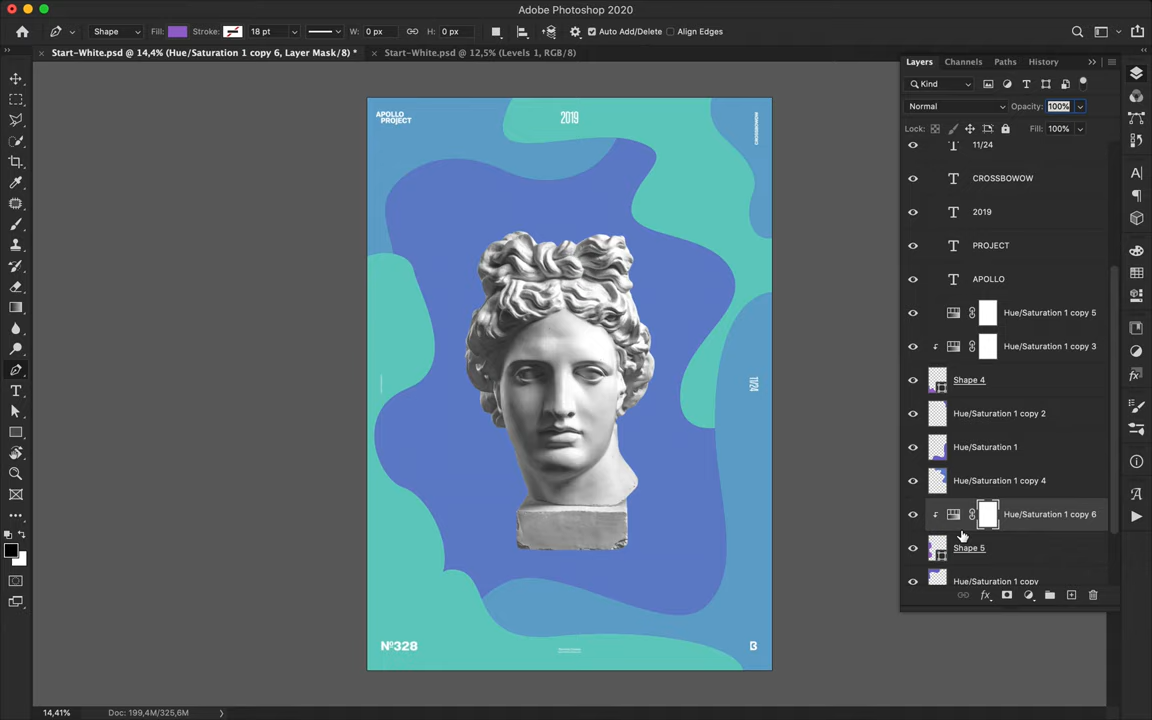 Adobe Photoshop 2020
Shape Fill: Stroke: 18 pt W: 0 px H: 0 px Auto Add/Delete Align Edges
Start-White.psd @ 14,4% (Hue/Saturation 1 copy 6, Layer Mask/8) * Start-White.psd @ 12,5% (Levels 1, RGB/8)
Layers Channels Paths History
Kind
Normal Opacity: 100%
Lock: Fill: 100%
11/24
CROSSBOWOW
2019
PROJECT
APOLLO
Hue/Saturation 1 copy 5
Hue/Saturation 1 copy 3
Shape 4
Hue/Saturation 1 copy 2
Hue/Saturation 1
Hue/Saturation 1 copy 4
Hue/Saturation 1 copy 6
Shape 5
Hue/Saturation 1 copy
APOLLO
PROJECT
2019
CROSSBOWOW
11/24
Nº328
B
14,41% Doc: 199,4M/325,6M